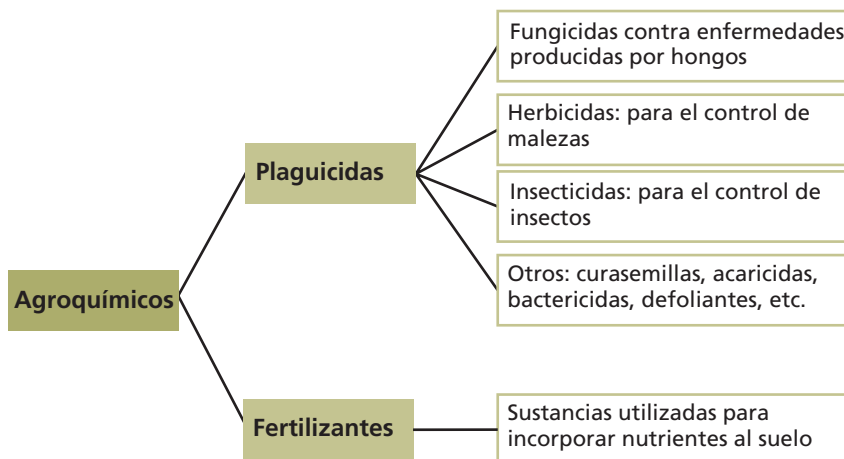 Agroquímicos
Plaguicidas
Fungicidas contra enfermedades
producidas por hongos
Herbicidas: para el control de
malezas
Insecticidas: para el control de
insectos
Otros: curasemillas, acaricidas,
bactericidas, defoliantes, etc.
Fertilizantes
Sustancias utilizadas para
incorporar nutrientes al suelo